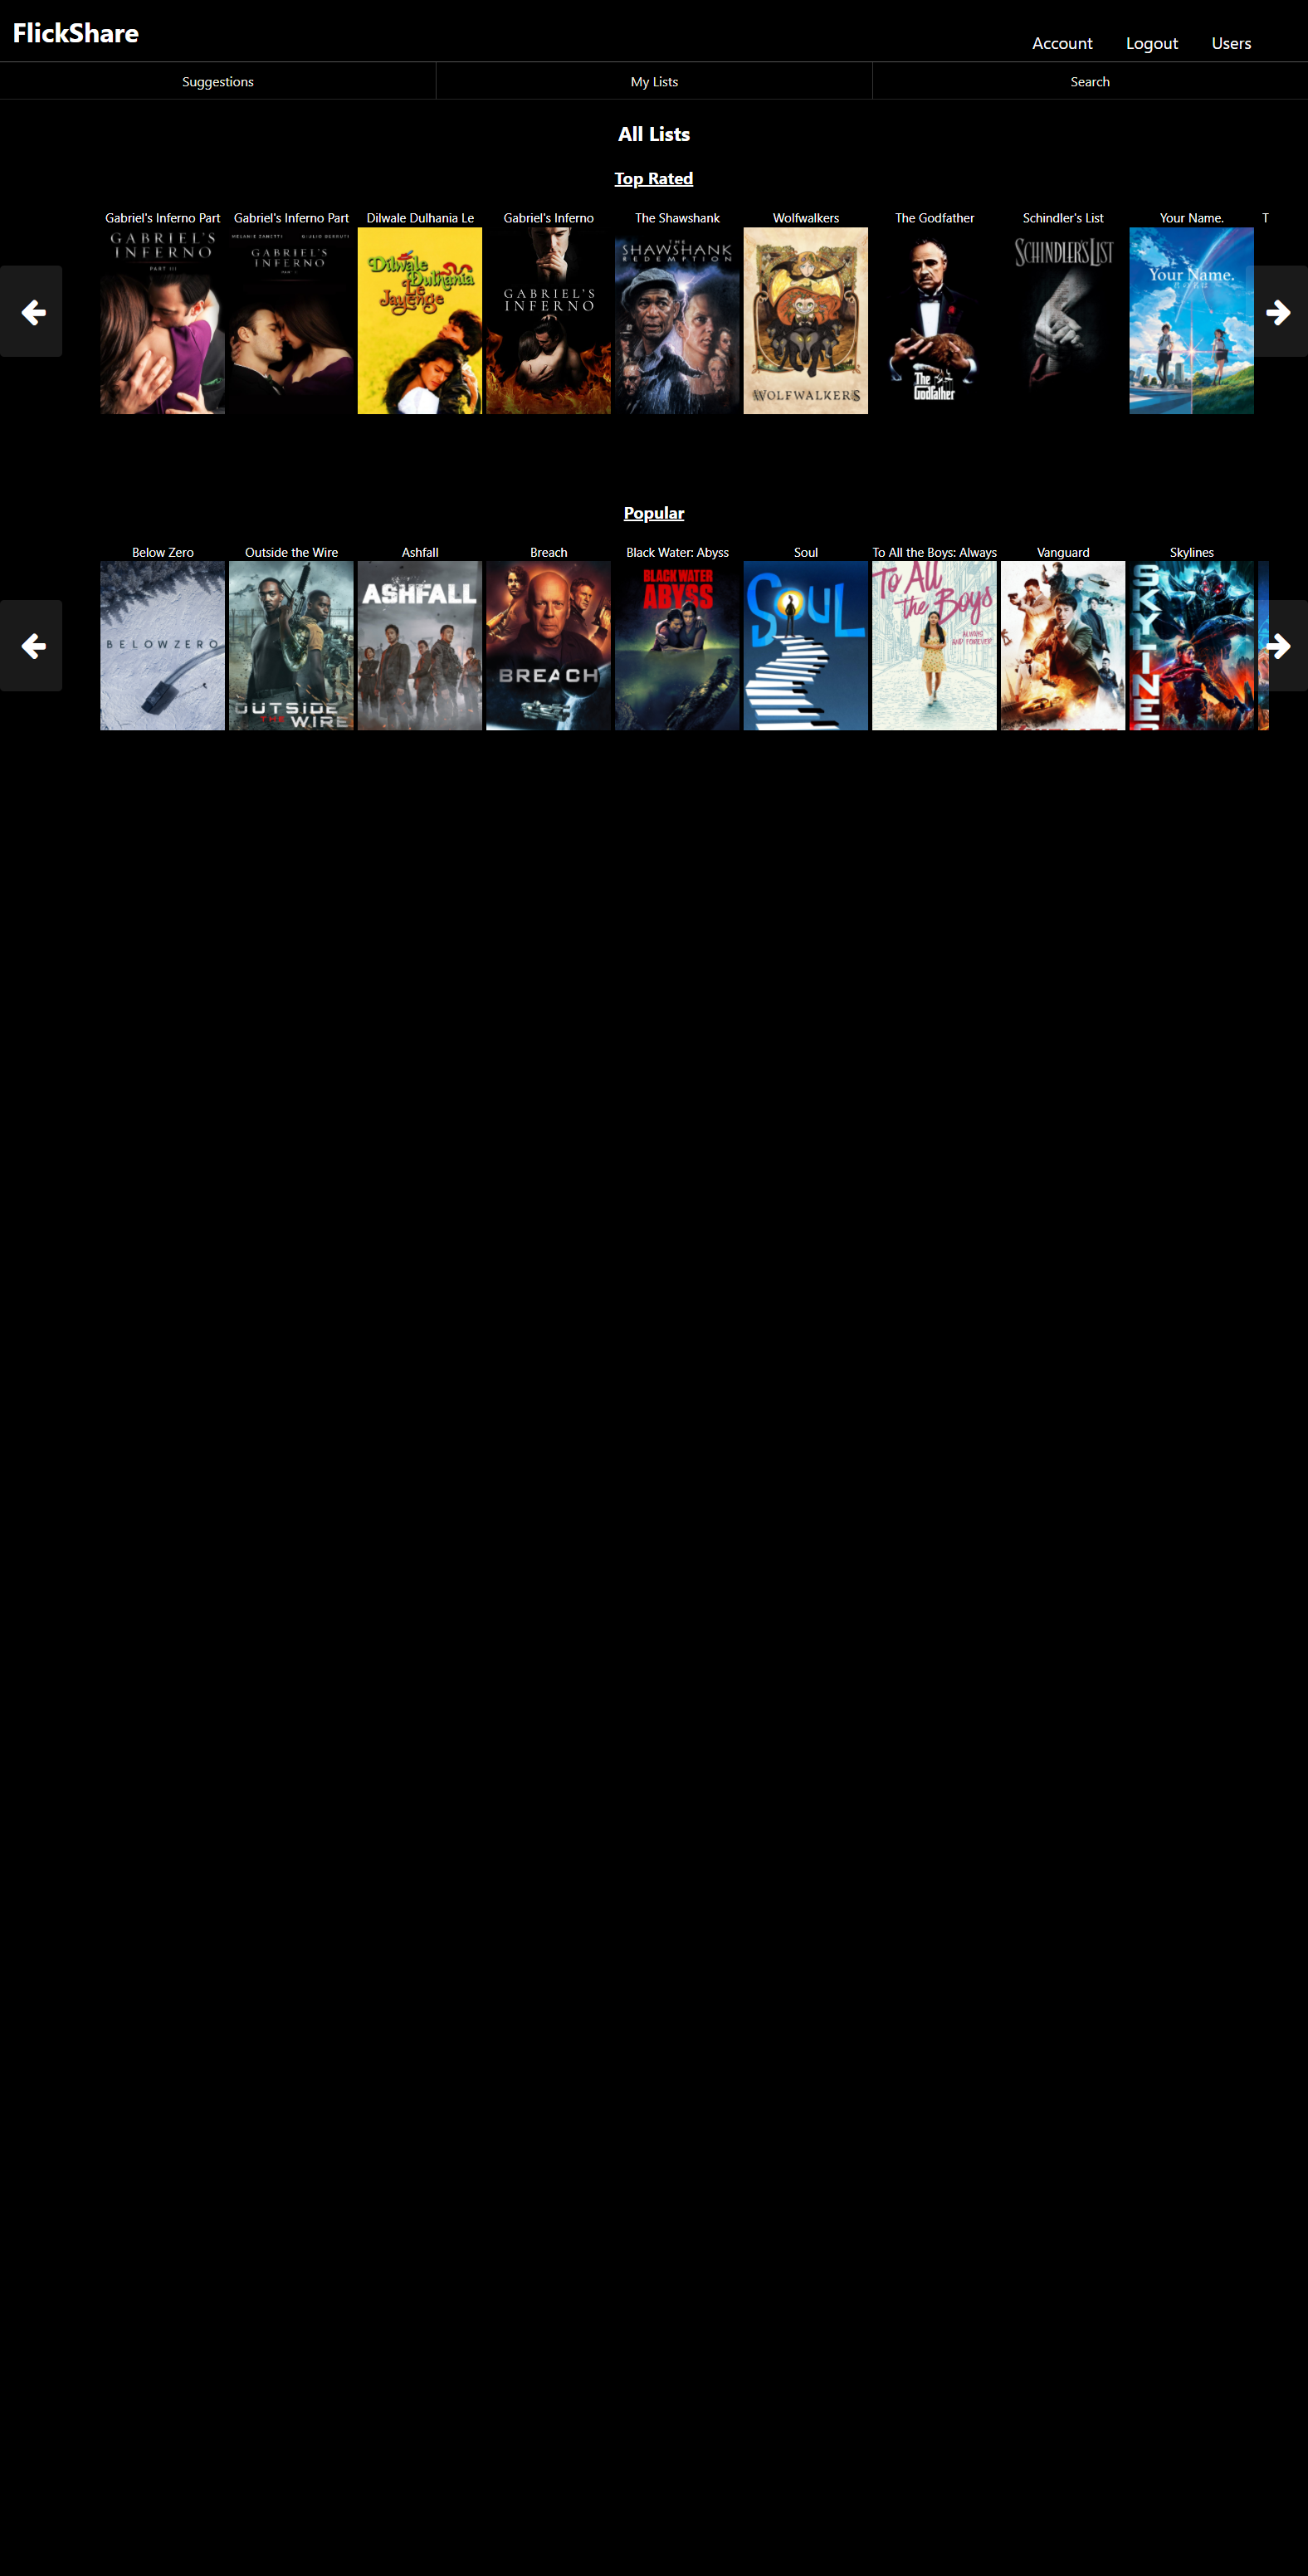 FlickShare
Account Logout Users
Suggestions My Lists Search
All Lists
Top Rated
Gabriel's Inferno Part Gabriel's Inferno Part Dilwale Dulhania Le Gabriel's Inferno The Shawshank Wolfwalkers The Godfather Schindler's List Your Name. T
GABRIEL'S
INFERNO
PART III
GABRIEL'S
INFERNO
Dilwale
Dulhania
Le
Jayenge
GABRIEL'S
INFERNO
THE
SHAWSHANK
REDEMPTION
WOLFWALKERS
The
Godfather
SCHINDLER'S LIST
Your Name.
Popular
Below Zero Outside the Wire Ashfall Breach Black Water: Abyss Soul To All the Boys: Always Vanguard Skylines
BELOW ZERO
OUTSIDE
THE WIRE
ASHFALL
BREACH
BLACK WATER
ABYSS
SOUL
To All
the Boys
ALWAYS
AND FOREVER
SKYLINES